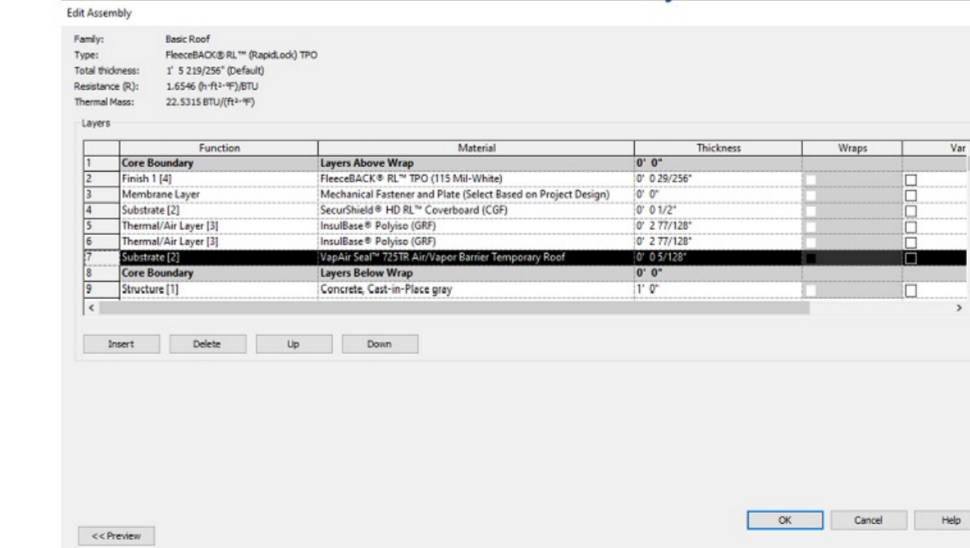 Edit Assembly
Family: Basic Roof
Type: FleeceBACK® RL™ (RapidLock) TPO
Total thickness: 1' 5 219/256" (Default)
Resistance (R): 1.6546 (h·ft²·°F)/BTU
Thermal Mass: 22.5315 BTU/(ft²·°F)
Layers
Function Material Thickness Wraps Var
1 Core Boundary Layers Above Wrap 0' 0"
2 Finish 1 [4] FleeceBACK® RL™ TPO (115 Mil-White) 0' 0 29/256"
3 Membrane Layer Mechanical Fastener and Plate (Select Based on Project Design) 0' 0"
4 Substrate [2] SecurShield® HD RL™ Coverboard (CGF) 0' 0 1/2"
5 Thermal/Air Layer [3] InsulBase® Polyiso (GRF) 0' 2 77/128"
6 Thermal/Air Layer [3] InsulBase® Polyiso (GRF) 0' 2 77/128"
7 Substrate [2] VapAir Seal™ 725TR Air/Vapor Barrier Temporary Roof 0' 0 5/128"
8 Core Boundary Layers Below Wrap 0' 0"
9 Structure [1] Concrete, Cast-in-Place gray 1' 0"
Insert Delete Up Down
OK Cancel Help
<< Preview